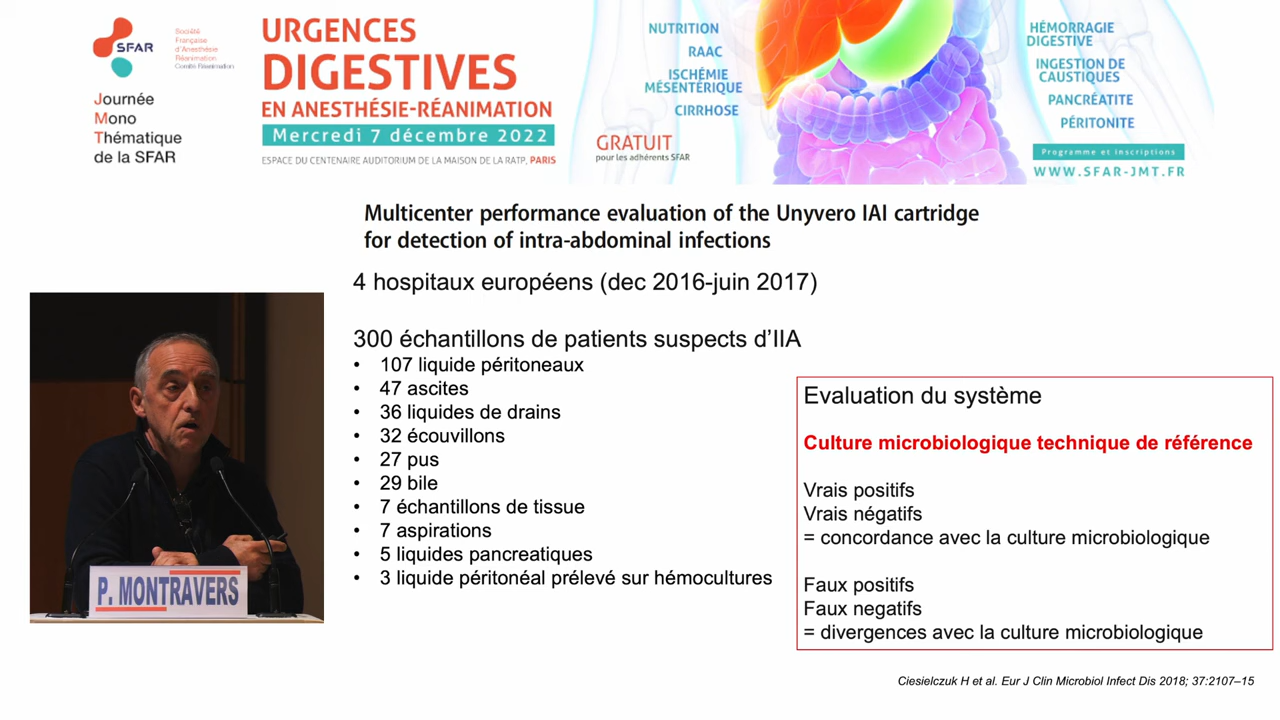 SFAR
Société
Française
d'Anesthésie
Réanimation
Comité Réanimation
Journée
Mono
Thématique
de la SFAR
URGENCES
DIGESTIVES
EN ANESTHÉSIE-RÉANIMATION
Mercredi 7 décembre 2022
ESPACE DU CENTENAIRE AUDITORIUM DE LA MAISON DE LA RATP, PARIS
NUTRITION
RAAC
ISCHÉMIE
MÉSENTÉRIQUE
CIRRHOSE
GRATUIT
pour les adhérents SFAR
HÉMORRAGIE
DIGESTIVE
INGESTION DE
CAUSTIQUES
PANCRÉATITE
PÉRITONITE
Programme et inscriptions
WWW.SFAR-JMT.FR
Multicenter performance evaluation of the Unyvero IAI cartridge
for detection of intra-abdominal infections
4 hospitaux européens (dec 2016-juin 2017)
300 échantillons de patients suspects d'IIA
• 107 liquide péritoneaux
• 47 ascites
• 36 liquides de drains
• 32 écouvillons
• 27 pus
• 29 bile
• 7 échantillons de tissue
• 7 aspirations
• 5 liquides pancreatiques
• 3 liquide péritonéal prélevé sur hémocultures
Evaluation du système
Culture microbiologique technique de référence
Vrais positifs
Vrais négatifs
= concordance avec la culture microbiologique
Faux positifs
Faux negatifs
= divergences avec la culture microbiologique
P. MONTRAVERS
Ciesielczuk H et al. Eur J Clin Microbiol Infect Dis 2018; 37:2107–15